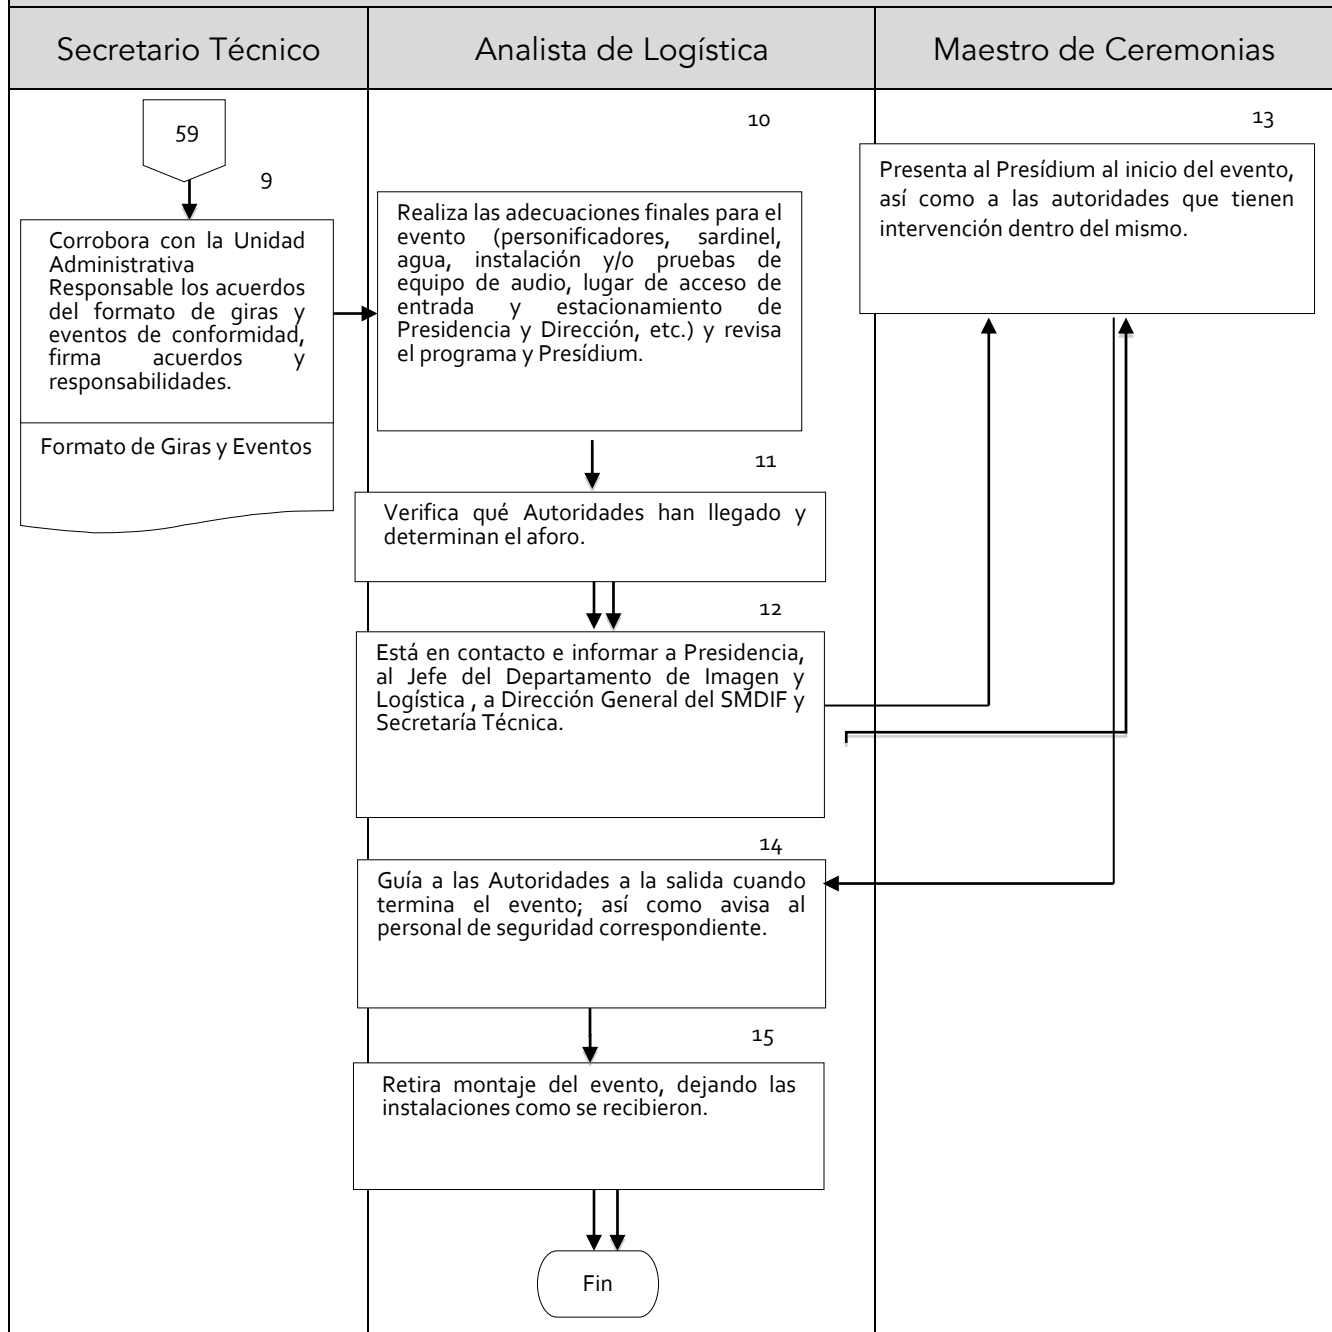 Secretario Técnico
Analista de Logística
Maestro de Ceremonias
59
9
Corrobora con la Unidad
Administrativa
Responsable los acuerdos
del formato de giras y
eventos de conformidad,
firma acuerdos y
responsabilidades.
Formato de Giras y Eventos
10
Realiza las adecuaciones finales para el
evento (personificadores, sardinel,
agua, instalación y/o pruebas de
equipo de audio, lugar de acceso de
entrada y estacionamiento de
Presidencia y Dirección, etc.) y revisa
el programa y Presídium.
11
Verifica qué Autoridades han llegado y
determinan el aforo.
12
Está en contacto e informar a Presidencia,
al Jefe del Departamento de Imagen y
Logística , a Dirección General del SMDIF y
Secretaría Técnica.
13
Presenta al Presídium al inicio del evento,
así como a las autoridades que tienen
intervención dentro del mismo.
14
Guía a las Autoridades a la salida cuando
termina el evento; así como avisa al
personal de seguridad correspondiente.
15
Retira montaje del evento, dejando las
instalaciones como se recibieron.
Fin